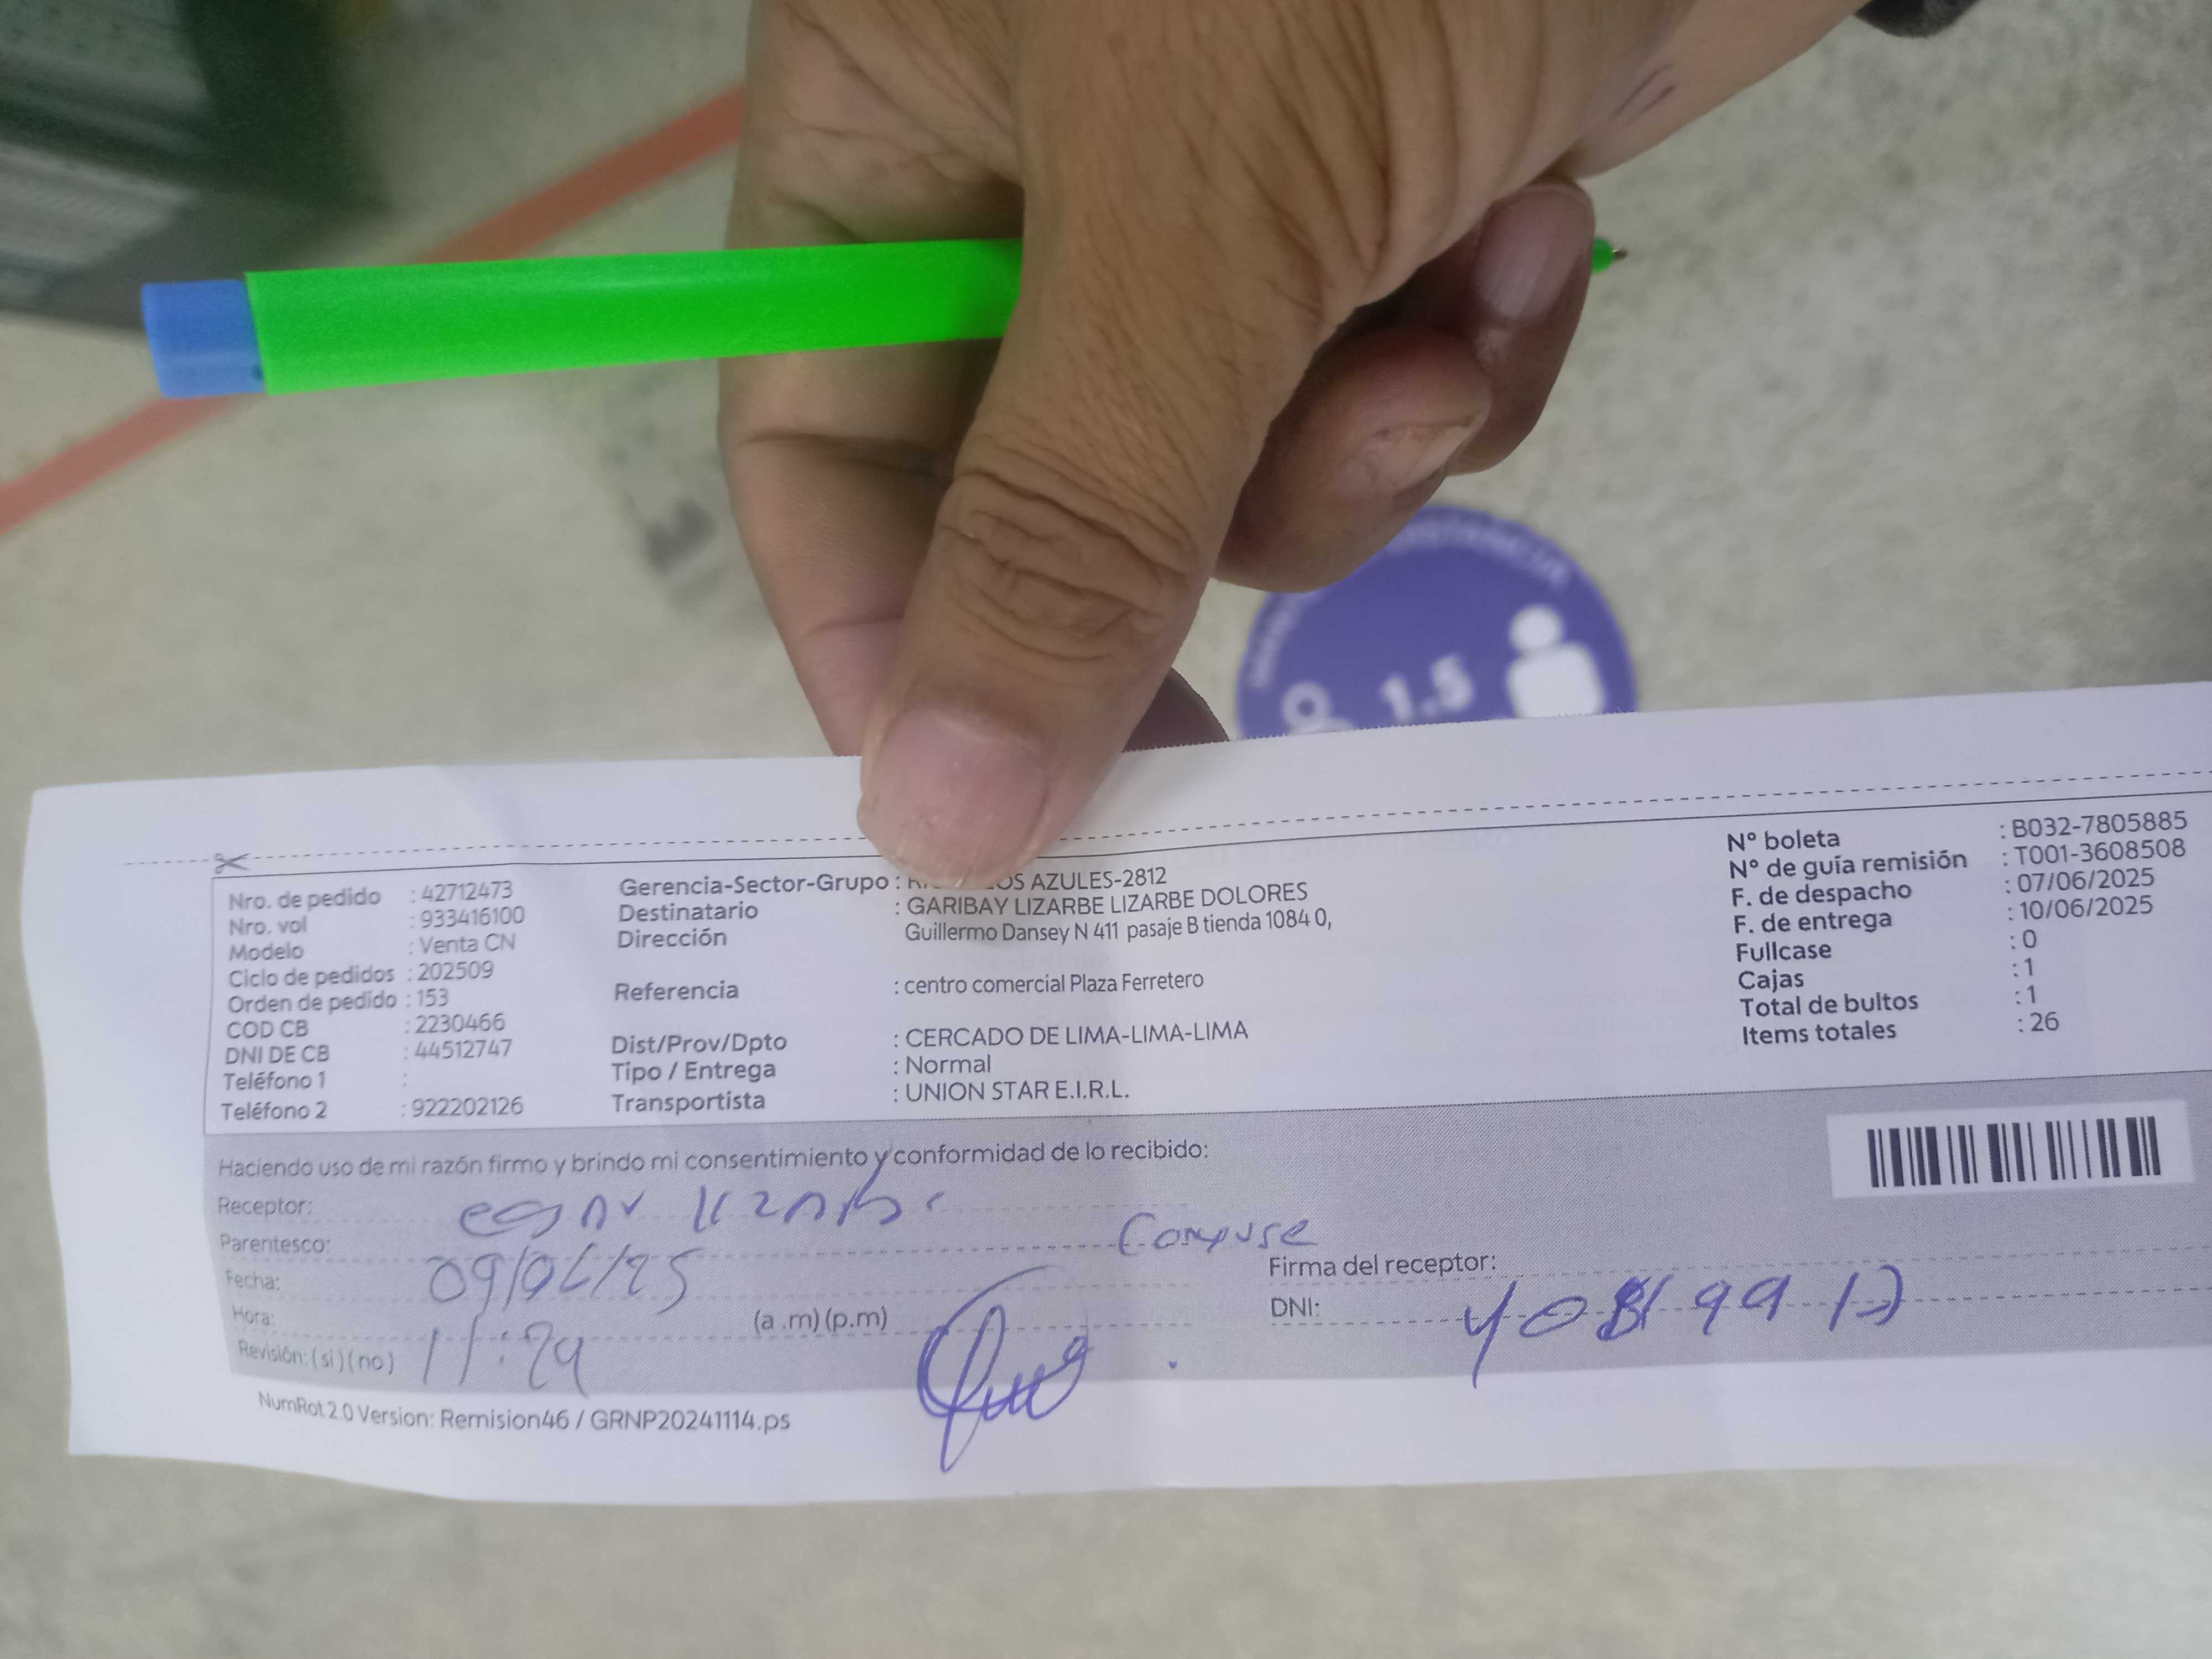 1.5
Nro. de pedido : 42712473
Nro. vol : 933416100
Modelo : Venta CN
Ciclo de pedidos : 202509
Orden de pedido : 153
COD CB : 2230466
DNI DE CB : 44512747
Teléfono 1 :
Teléfono 2 : 922202126
Gerencia-Sector-Grupo : AZULES-2812
Destinatario : GARIBAY LIZARBE LIZARBE DOLORES
Dirección Guillermo Dansey N 411 pasaje B tienda 1084 0,
Referencia : centro comercial Plaza Ferretero
Dist/Prov/Dpto : CERCADO DE LIMA-LIMA-LIMA
Tipo / Entrega : Normal
Transportista : UNION STAR E.I.R.L.
N° boleta : B032-7805885
N° de guía remisión : T001-3608508
F. de despacho : 07/06/2025
F. de entrega : 10/06/2025
Fullcase : 0
Cajas : 1
Total de bultos : 1
Items totales : 26
Haciendo uso de mi razón firmo y brindo mi consentimiento y conformidad de lo recibido:
Receptor:
Parentesco:
Fecha: 09/06/25
Hora: (a .m) (p.m)
Revisión: ( si ) ( no ) 11:29
Firma del receptor:
DNI:
NumRot 2.0 Version: Remision46 / GRNP20241114.ps